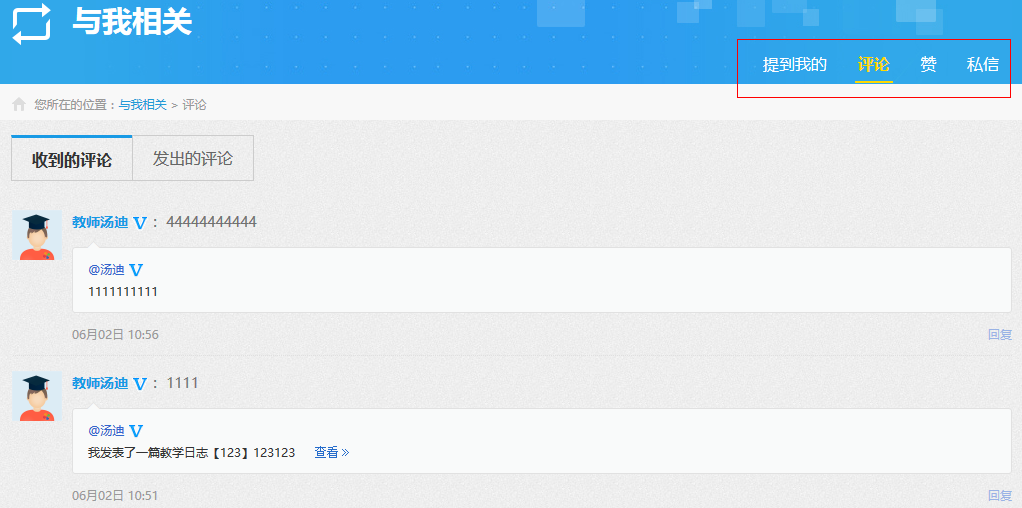 与我相关
提到我的 评论 赞 私信
您所在的位置：与我相关 > 评论
收到的评论 发出的评论
教师汤迪 V ： 44444444444
@汤迪 V
1111111111
06月02日 10:56 回复
教师汤迪 V ： 1111
@汤迪 V
我发表了一篇教学日志【123】123123 查看 »
06月02日 10:51 回复